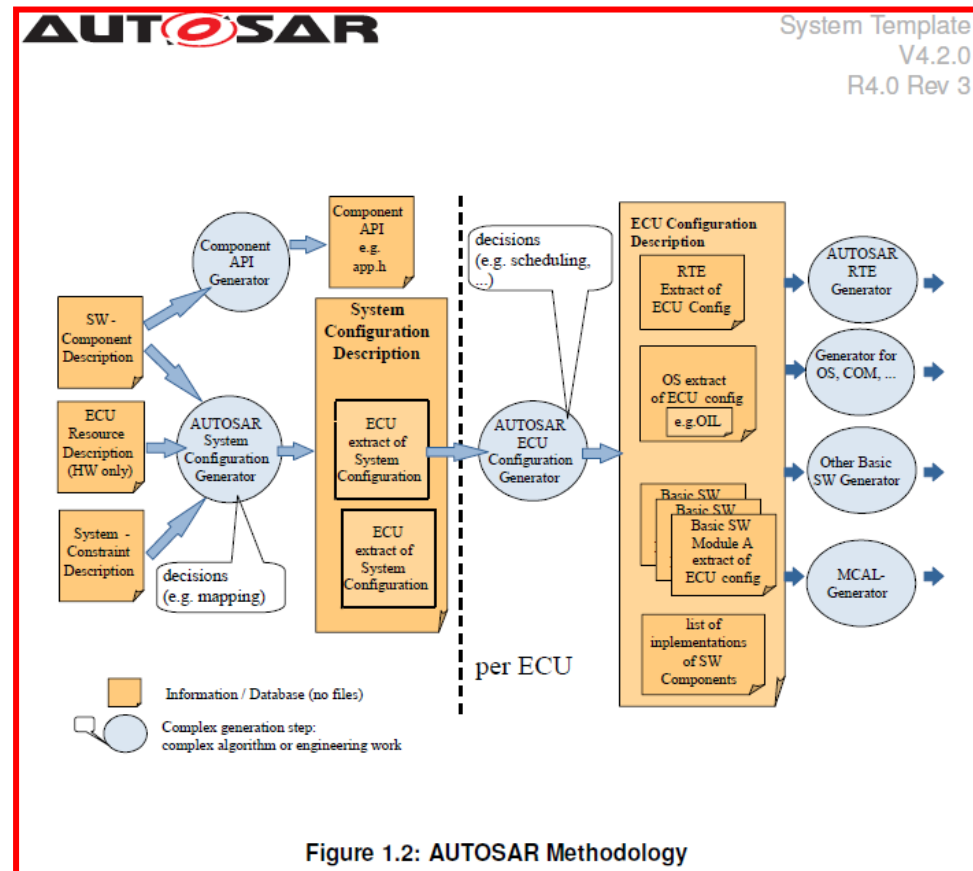 AUTOSAR
System Template
V4.2.0
R4.0 Rev 3
Component
API
Generator
Component
API
e.g.
app.h
decisions
(e.g. scheduling,
...)
ECU Configuration
Description
RTE
Extract of
ECU Config
AUTOSAR
RTE
Generator
SW -
Component
Description
System
Configuration
Description
OS extract
of ECU config
e.g.OIL
Generator for
OS, COM, ...
ECU
Resource
Description
(HW only)
AUTOSAR
System
Configuration
Generator
ECU
extract of
System
Configuration
AUTOSAR
ECU
Configuration
Generator
Other Basic
SW Generator
System -
Constraint
Description
decisions
(e.g. mapping)
ECU
extract of
System
Configuration
Basic SW
Basic SW
Basic SW
Module A
extract of
ECU config
MCAL-
Generator
list of
inplementations
of SW
Components
per ECU
Information / Database (no files)
Complex generation step:
complex algorithm or engineering work
Figure 1.2: AUTOSAR Methodology